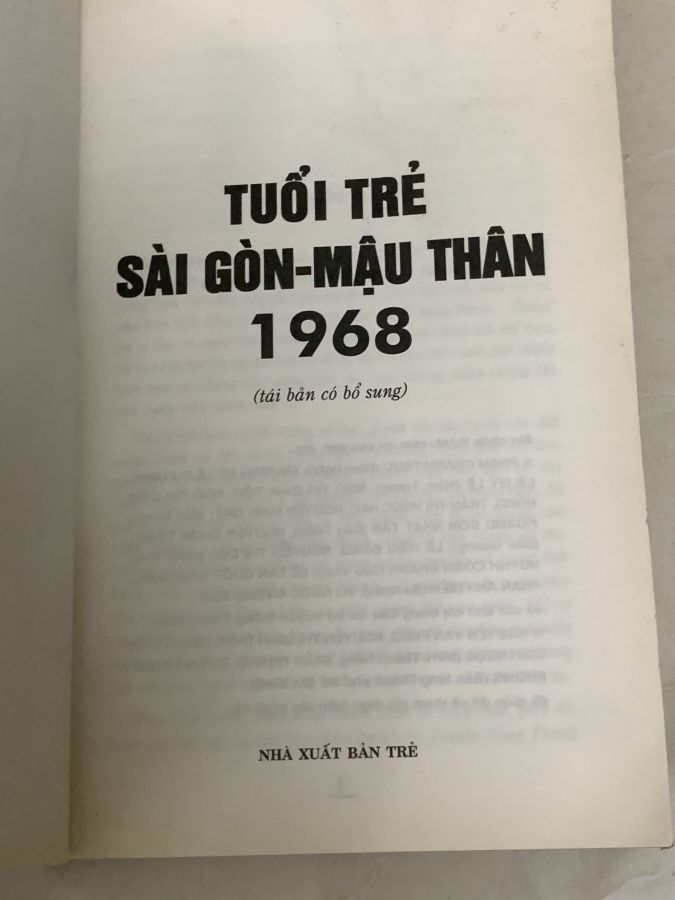 TUỔI TRẺ
SÀI GÒN-MẬU THÂN
1968
(tái bản có bổ sung)
NHÀ XUẤT BẢN TRẺ